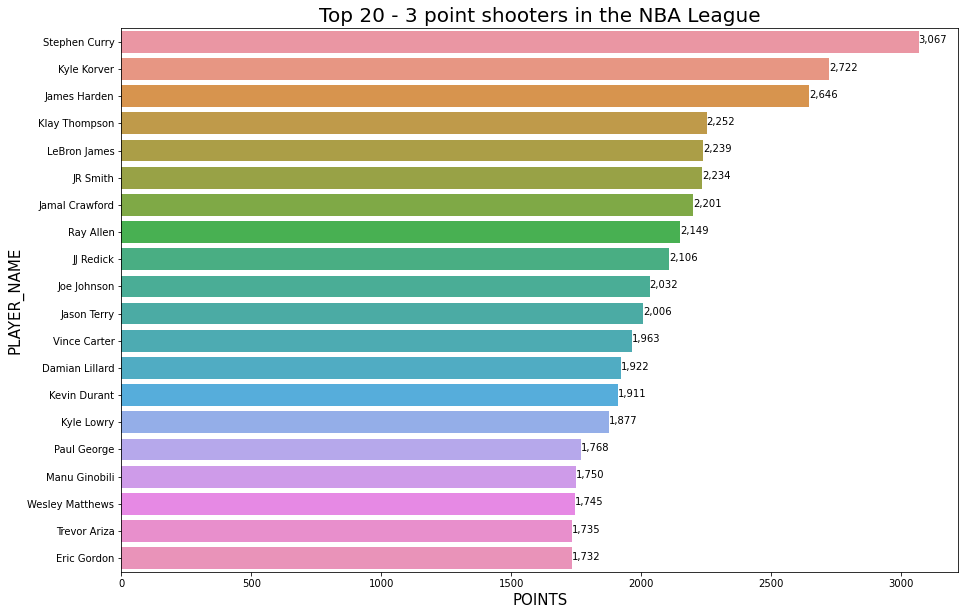 Top 20 - 3 point shooters in the NBA League
PLAYER_NAME
Stephen Curry 3,067
Kyle Korver 2,722
James Harden 2,646
Klay Thompson 2,252
LeBron James 2,239
JR Smith 2,234
Jamal Crawford 2,201
Ray Allen 2,149
JJ Redick 2,106
Joe Johnson 2,032
Jason Terry 2,006
Vince Carter 1,963
Damian Lillard 1,922
Kevin Durant 1,911
Kyle Lowry 1,877
Paul George 1,768
Manu Ginobili 1,750
Wesley Matthews 1,745
Trevor Ariza 1,735
Eric Gordon 1,732
0 500 1000 1500 2000 2500 3000
POINTS